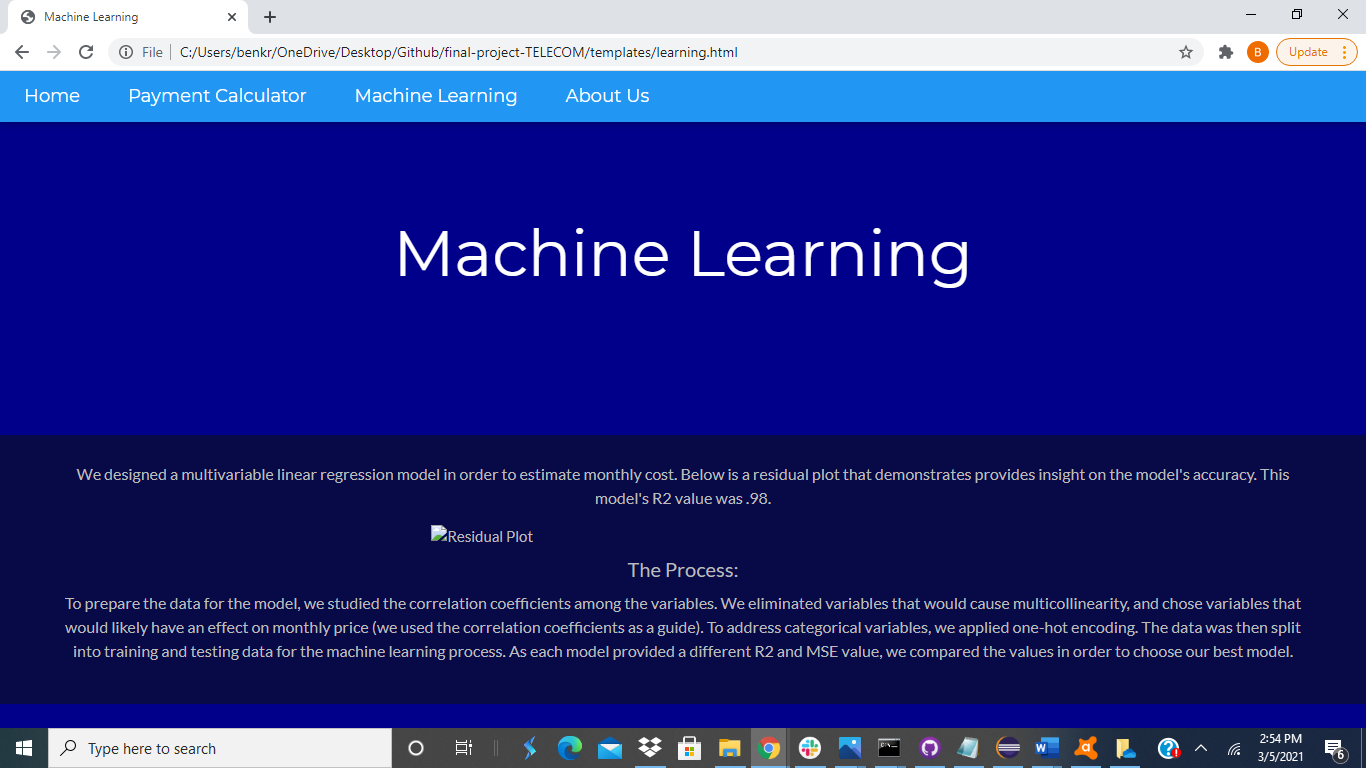 Machine Learning
File
C:/Users/benkr/OneDrive/Desktop/Github/final-project-TELECOM/templates/learning.html
B
Update
Home
Payment Calculator
Machine Learning
About Us
Machine Learning
We designed a multivariable linear regression model in order to estimate monthly cost. Below is a residual plot that demonstrates provides insight on the model's accuracy. This
model's R2 value was .98.
Residual Plot
The Process:
To prepare the data for the model, we studied the correlation coefficients among the variables. We eliminated variables that would cause multicollinearity, and chose variables that
would likely have an effect on monthly price (we used the correlation coefficients as a guide). To address categorical variables, we applied one-hot encoding. The data was then split
into training and testing data for the machine learning process. As each model provided a different R2 and MSE value, we compared the values in order to choose our best model.
Type here to search
2:54 PM
3/5/2021
6